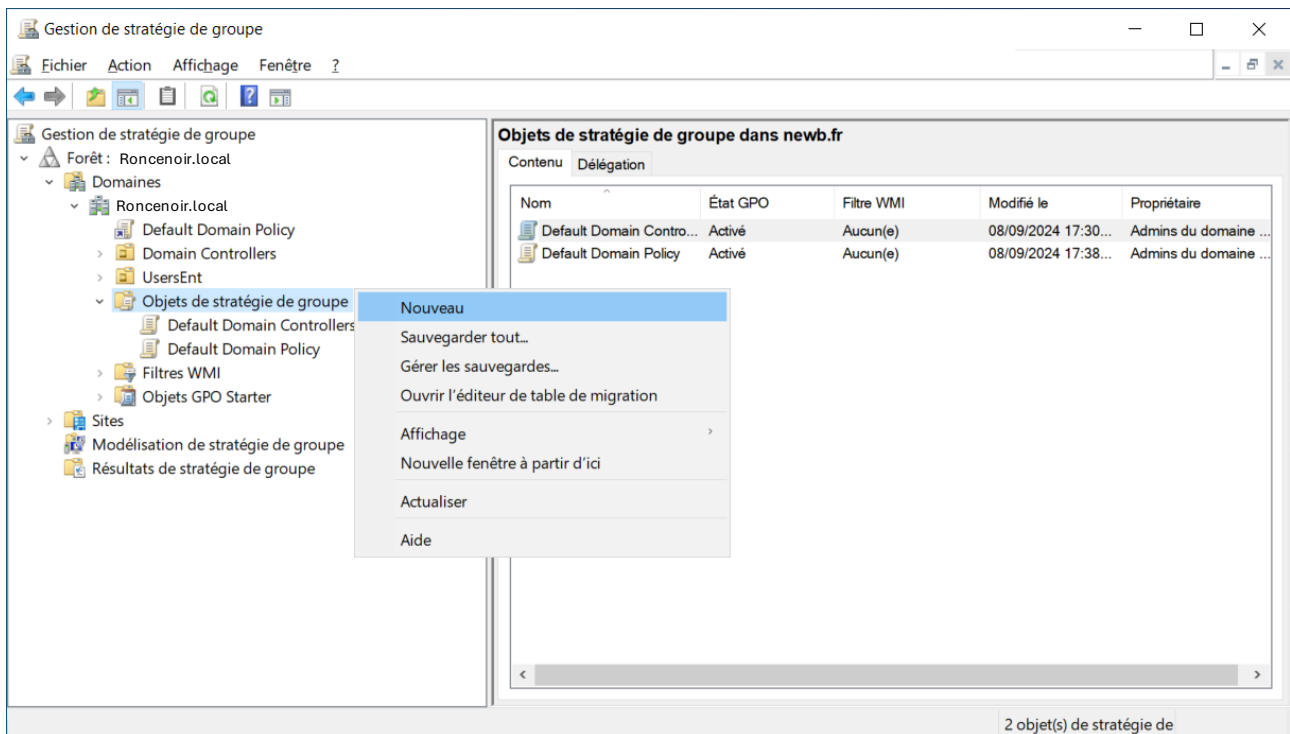 Gestion de stratégie de groupe
Fichier Action Affichage Fenêtre ?
Gestion de stratégie de groupe
Forêt : Roncenoir.local
Domaines
Roncenoir.local
Default Domain Policy
Domain Controllers
UsersEnt
Objets de stratégie de groupe
Default Domain Controllers
Default Domain Policy
Filtres WMI
Objets GPO Starter
Sites
Modélisation de stratégie de groupe
Résultats de stratégie de groupe
Nouveau
Sauvegarder tout...
Gérer les sauvegardes...
Ouvrir l'éditeur de table de migration
Affichage
Nouvelle fenêtre à partir d'ici
Actualiser
Aide
Objets de stratégie de groupe dans newb.fr
Contenu Délégation
Nom État GPO Filtre WMI Modifié le Propriétaire
Default Domain Contro... Activé Aucun(e) 08/09/2024 17:30... Admins du domaine ...
Default Domain Policy Activé Aucun(e) 08/09/2024 17:38... Admins du domaine ...
2 objet(s) de stratégie de